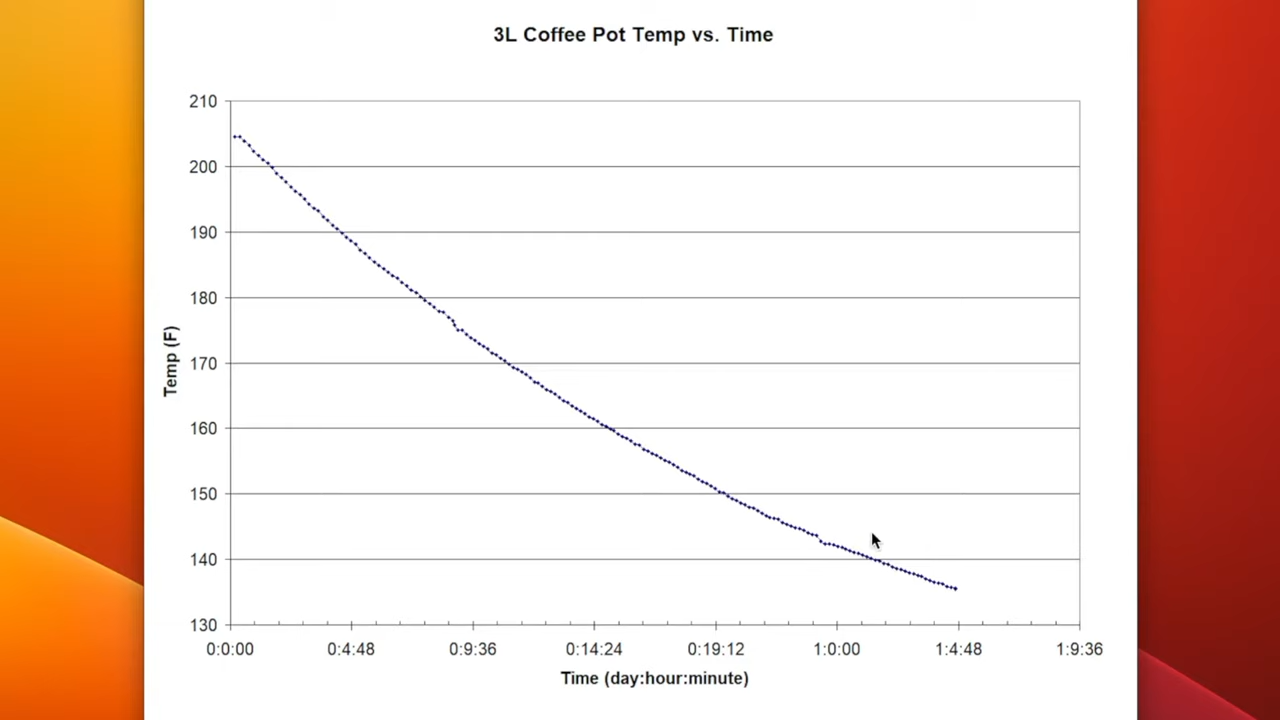 3L Coffee Pot Temp vs. Time
210
200
190
180
170
160
150
140
130
Temp (F)
0:0:00 0:4:48 0:9:36 0:14:24 0:19:12 1:0:00 1:4:48 1:9:36
Time (day:hour:minute)